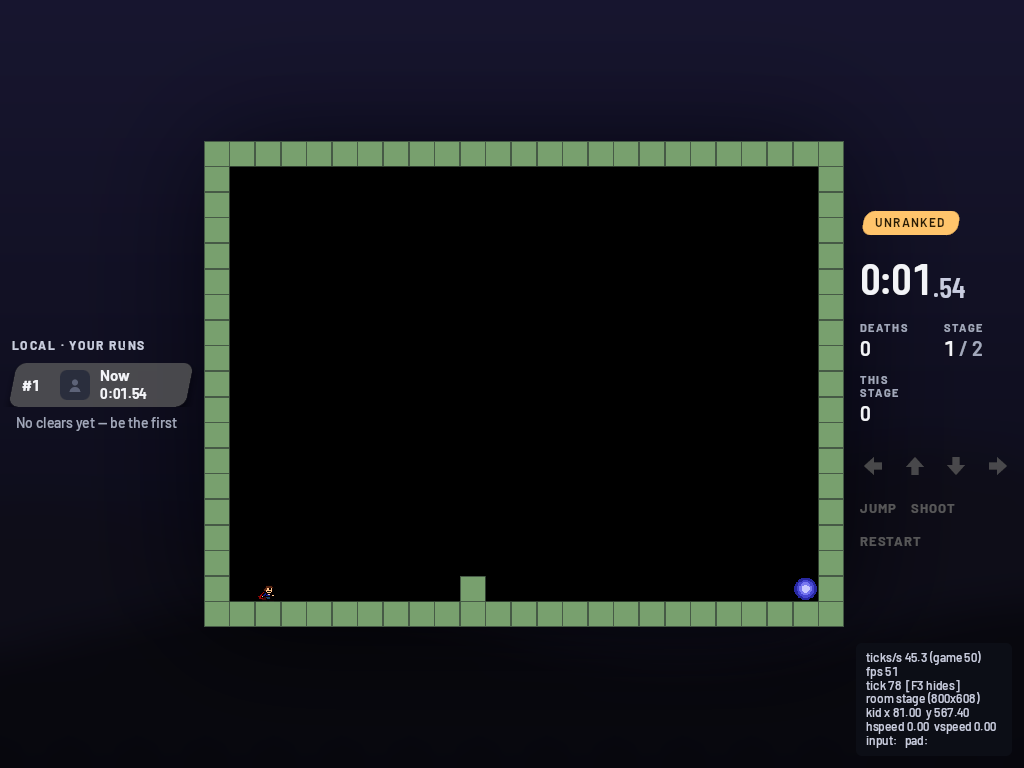 UNRANKED
0:01.54
DEATHS STAGE
0 1 / 2
THIS
STAGE
0
JUMP SHOOT
RESTART
LOCAL · YOUR RUNS
#1 Now
0:01.54
No clears yet — be the first
ticks/s 45.3 (game 50)
fps 51
tick 78 [F3 hides]
room stage (800x608)
kid x 81.00 y 567.40
hspeed 0.00 vspeed 0.00
input: pad: